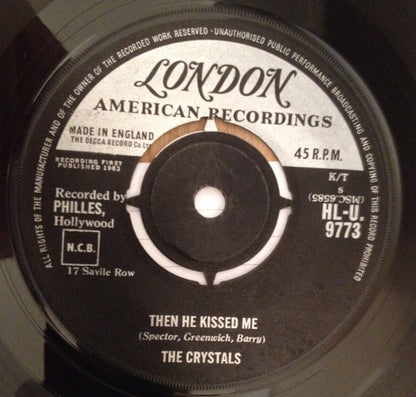 ALL RIGHTS OF THE MANUFACTURER AND OF THE OWNER OF THE RECORDED WORK RESERVED · UNAUTHORISED PUBLIC PERFORMANCE BROADCASTING AND COPYING OF THIS RECORD PROHIBITED
LONDON
AMERICAN RECORDINGS
MADE IN ENGLAND
THE DECCA RECORD Co Ltd
45 R.P.M.
RECORDING FIRST
PUBLISHED 1963
K/T
S
(MSC.6585)
Recorded by
PHILLES,
Hollywood
HL-U.
9773
N.C.B.
17 Savile Row
THEN HE KISSED ME
(Spector, Greenwich, Barry)
THE CRYSTALS